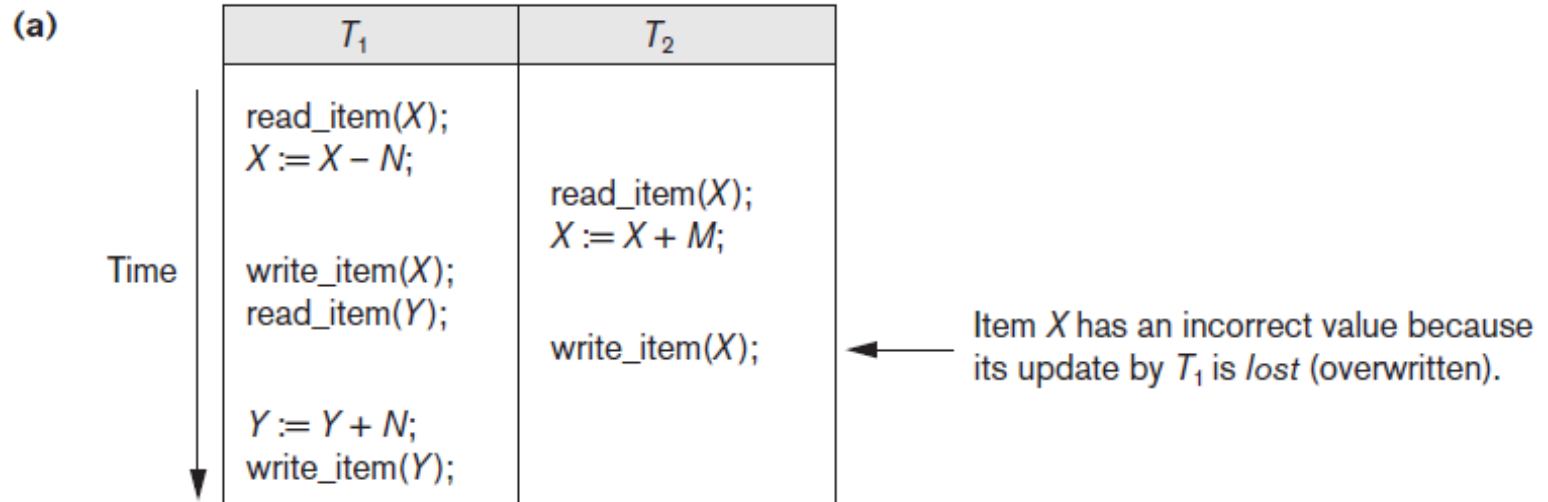 (a)
T₁ T₂
read_item(X);
X := X – N;
read_item(X);
X := X + M;
Time
write_item(X);
read_item(Y);
write_item(X);
Item X has an incorrect value because
its update by T₁ is lost (overwritten).
Y := Y + N;
write_item(Y);